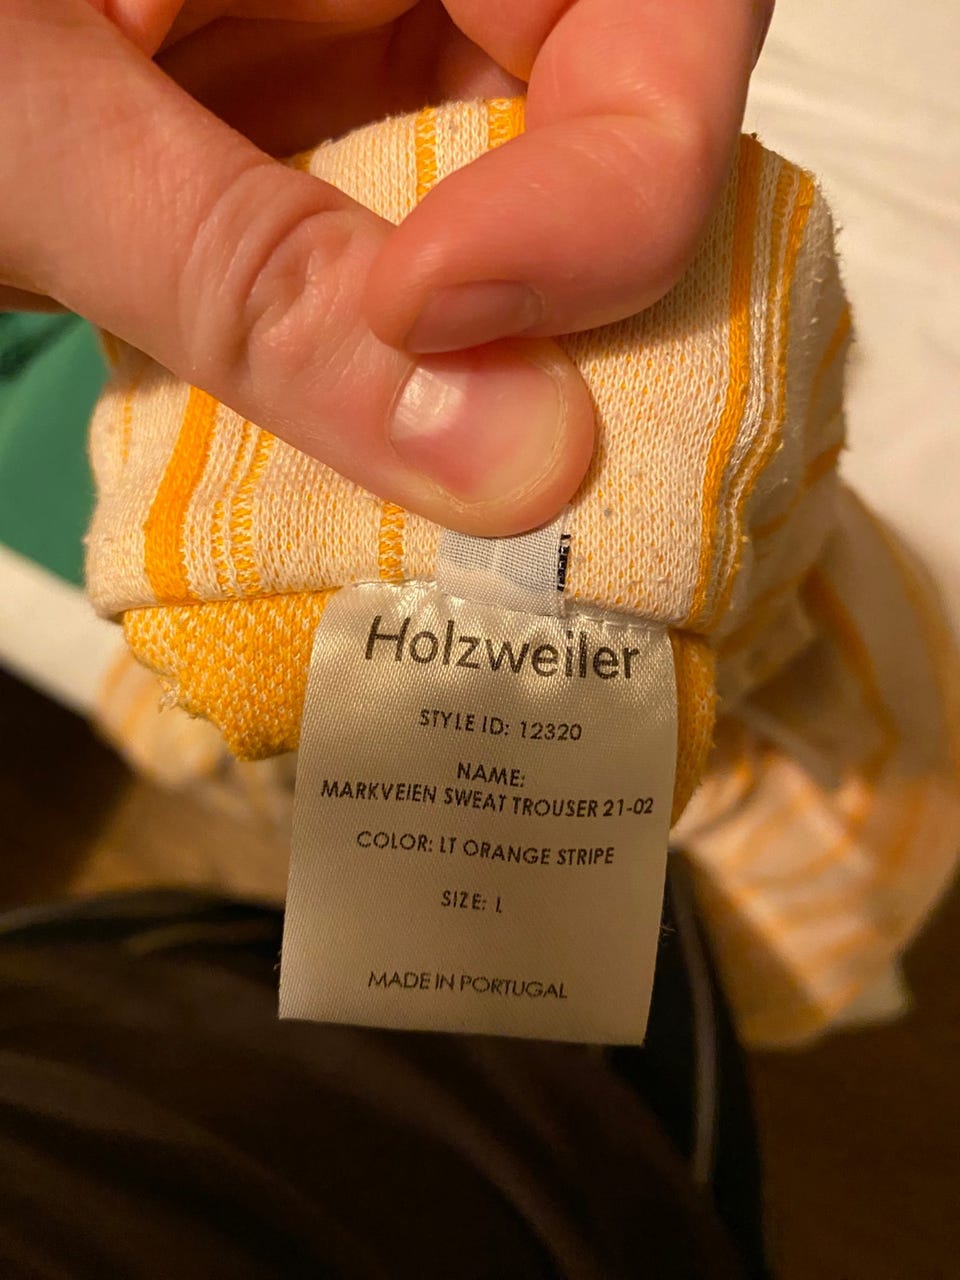 Holzweiler
STYLE ID: 12320
NAME:
MARKVEIEN SWEAT TROUSER 21-02
COLOR: LT ORANGE STRIPE
SIZE: L
MADE IN PORTUGAL